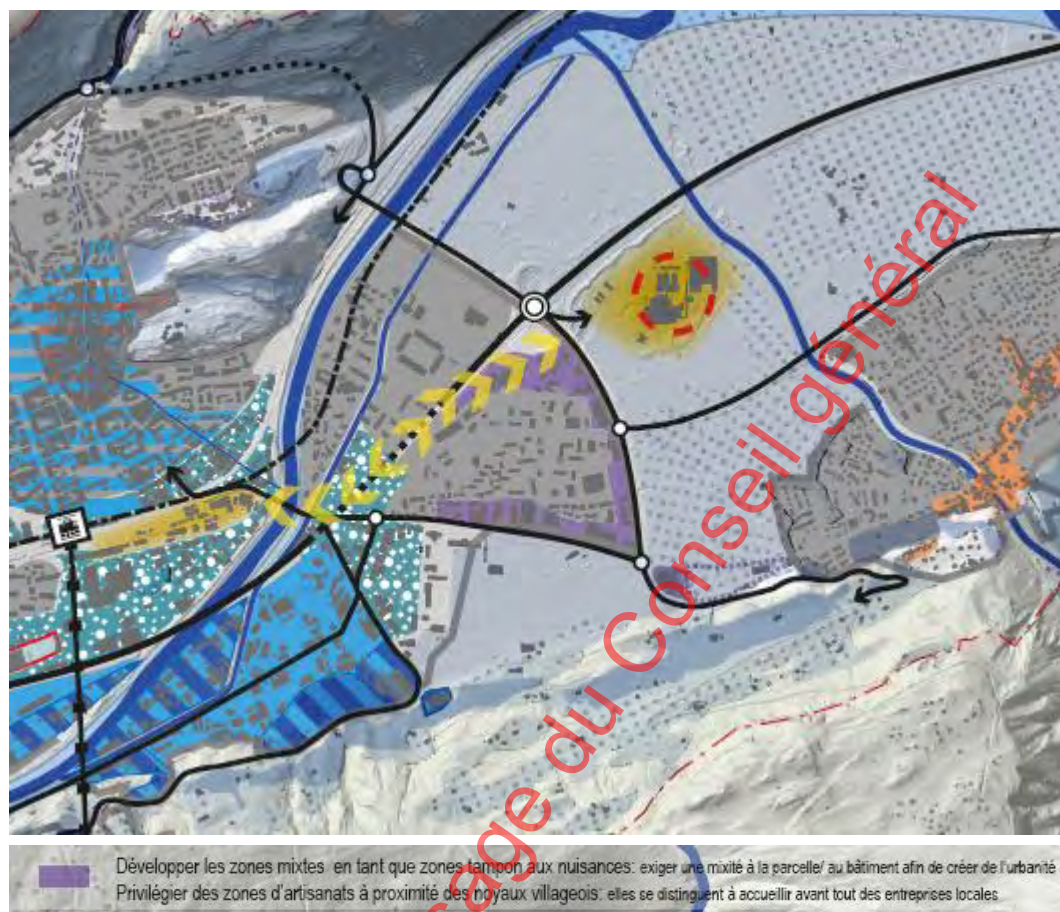 Développer les zones mixtes en tant que zones tampon aux nuisances: exiger une mixité à la parcelle/ au bâtiment afin de créer de l'urbanité
Privilégier des zones d'artisanats à proximité des noyaux villageois: elles se distinguent à accueillir avant tout des entreprises locales
sage du Conseil général